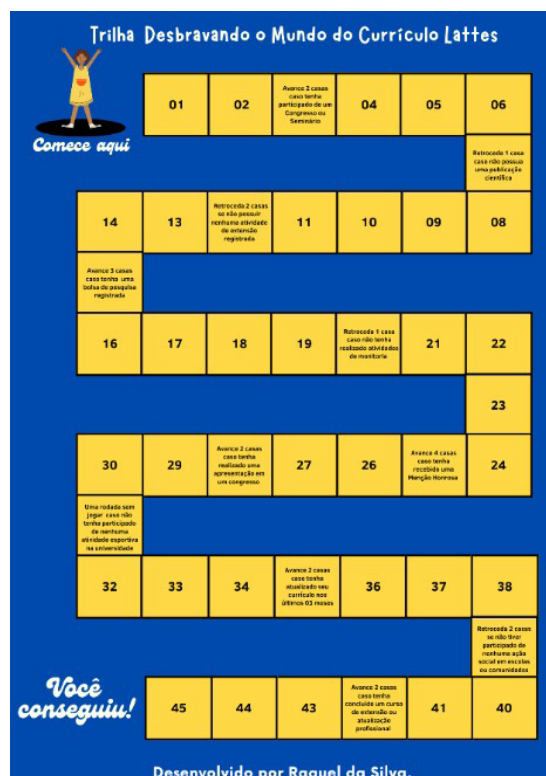 Trilha Desbravando o Mundo do Currículo Lattes
Comece aqui
01
02
Avance 2 casas
caso tenha
participado de um
Congresso ou
Seminário
04
05
06
Retroceda 1 casa
caso não possua
uma publicação
científica
14
13
Retroceda 2 casas
se não possuir
nenhuma atividade
de extensão
registrada
11
10
09
08
Avance 3 casas
caso tenha uma
bolsa de pesquisa
registrada
16
17
18
19
Retroceda 1 casa
caso não tenha
realizado atividades
de monitoria
21
22
23
30
29
Avance 2 casas
caso tenha
realizado uma
apresentação em
um congresso
27
26
Avance 4 casas
caso tenha
recebida uma
Menção Honrosa
24
Uma rodada sem
jogar caso não
tenha participado
de nenhuma
atividade esportiva
na universidade
32
33
34
Avance 2 casas
caso tenha
atualizado seu
currículo nos
últimos 03 meses
36
37
38
Retroceda 2 casas
se não tiver
participado de
nenhuma ação
social em escolas
ou comunidades
Você
conseguiu!
45
44
43
Avance 2 casas
caso tenha
concluído um curso
de extensão ou
atualização
profissional
41
40
Desenvolvido por Raquel da Silva.